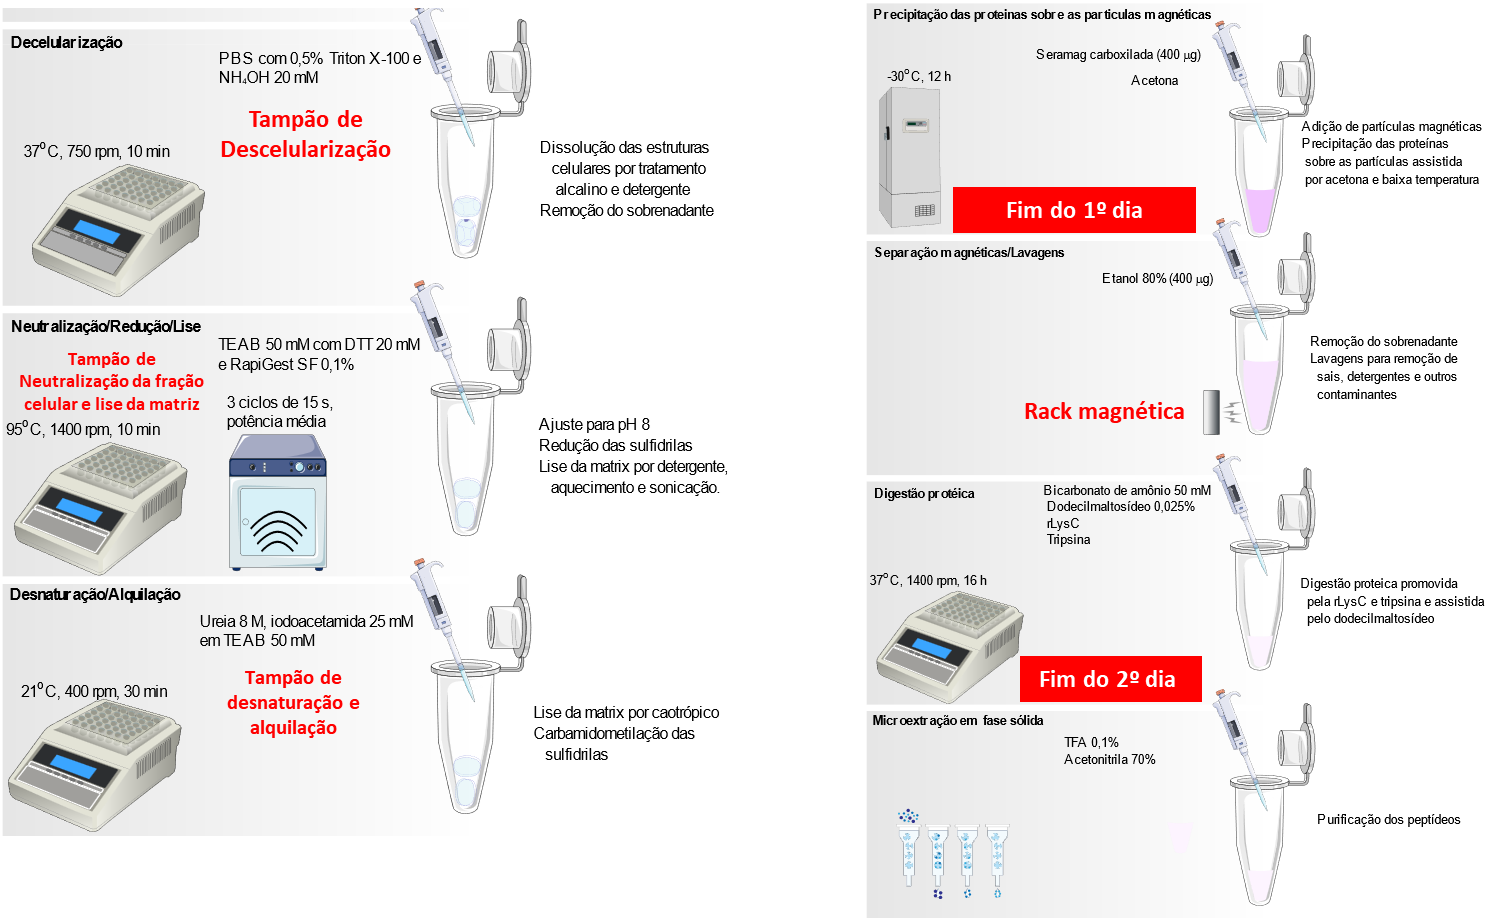 Decelularização
PBS com 0,5% Triton X-100 e
NH₄OH 20 mM
Tampão de
Descelularização
37°C, 750 rpm, 10 min
Dissolução das estruturas
celulares por tratamento
alcalino e detergente
Remoção do sobrenadante
Neutralização/Redução/Lise
Tampão de
Neutralização da fração
celular e lise da matriz
95°C, 1400 rpm, 10 min
TEAB 50 mM com DTT 20 mM
e RapiGest SF 0,1%
3 ciclos de 15 s,
potência média
Ajuste para pH 8
Redução das sulfidrilas
Lise da matrix por detergente,
aquecimento e sonicação.
Desnaturação/Alquilação
Ureia 8 M, iodoacetamida 25 mM
em TEAB 50 mM
Tampão de
desnaturação e
alquilação
21°C, 400 rpm, 30 min
Lise da matrix por caotrópico
Carbamidometilação das
sulfidrilas
Precipitação das proteinas sobre as particulas magnéticas
Seramag carboxilada (400 µg)
Acetona
-30°C, 12 h
Adição de partículas magnéticas
Precipitação das proteínas
sobre as partículas assistida
por acetona e baixa temperatura
Fim do 1º dia
Separação magnéticas/Lavagens
Etanol 80% (400 µg)
Remoção do sobrenadante
Lavagens para remoção de
sais, detergentes e outros
contaminantes
Rack magnética
Digestão protéica
Bicarbonato de amônio 50 mM
Dodecilmaltosídeo 0,025%
rLysC
Tripsina
37°C, 1400 rpm, 16 h
Digestão proteica promovida
pela rLysC e tripsina e assistida
pelo dodecilmaltosídeo
Fim do 2º dia
Microextração em fase sólida
TFA 0,1%
Acetonitrila 70%
Purificação dos peptídeos